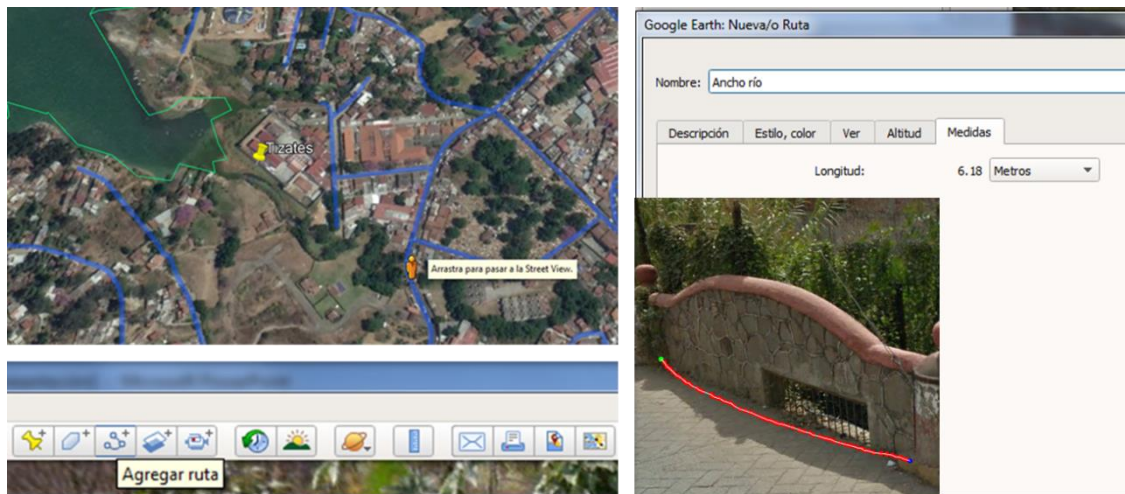 Tizates
Arrastra para pasar a la Street View.
Agregar ruta
Google Earth: Nueva/o Ruta
Nombre: Ancho río
Descripción Estilo, color Ver Altitud Medidas
Longitud: 6.18 Metros